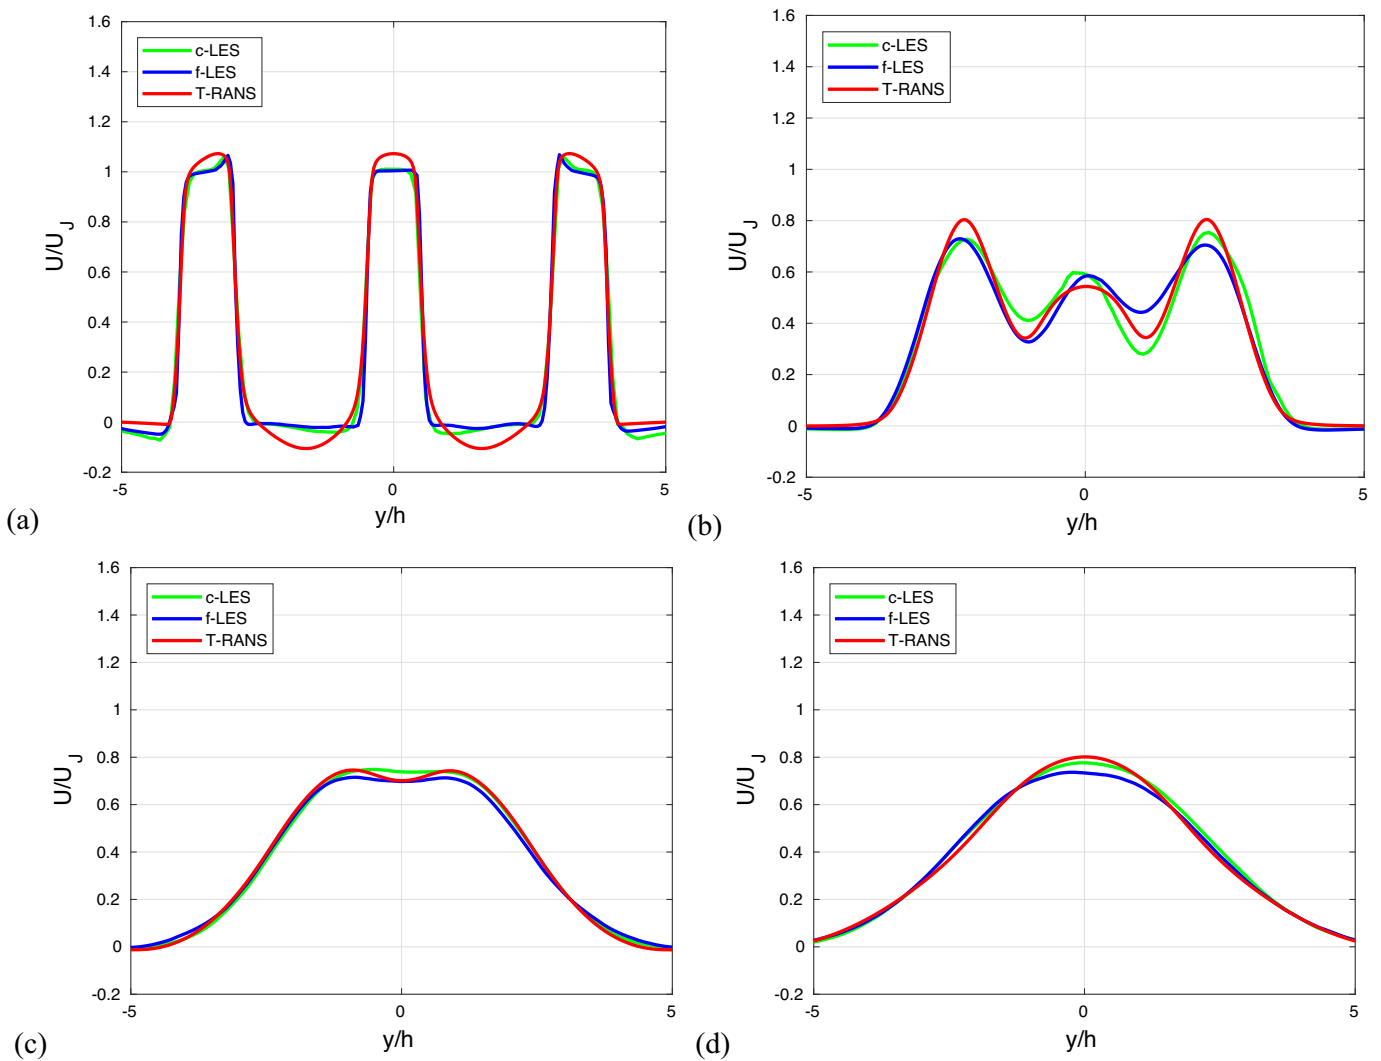 1.6
1.4
1.2
1
0.8
0.6
0.4
0.2
0
-0.2
U/U_J
c-LES
f-LES
T-RANS
-5 0 5
y/h
(a)
1.6
1.4
1.2
1
0.8
0.6
0.4
0.2
0
-0.2
U/U_J
c-LES
f-LES
T-RANS
-5 0 5
y/h
(b)
1.6
1.4
1.2
1
0.8
0.6
0.4
0.2
0
-0.2
U/U_J
c-LES
f-LES
T-RANS
-5 0 5
y/h
(c)
1.6
1.4
1.2
1
0.8
0.6
0.4
0.2
0
-0.2
U/U_J
c-LES
f-LES
T-RANS
-5 0 5
y/h
(d)